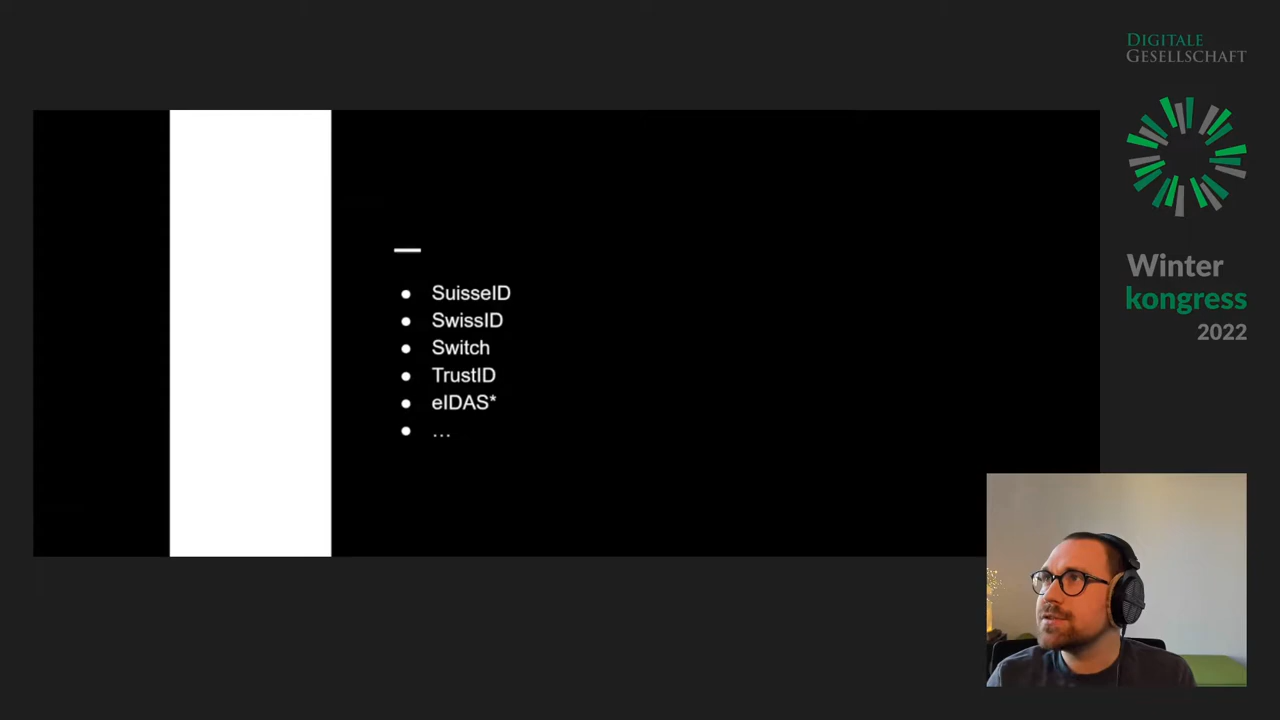 DIGITALE
GESELLSCHAFT
Winter
kongress
2022
SuisseID
SwissID
Switch
TrustID
eIDAS*
…